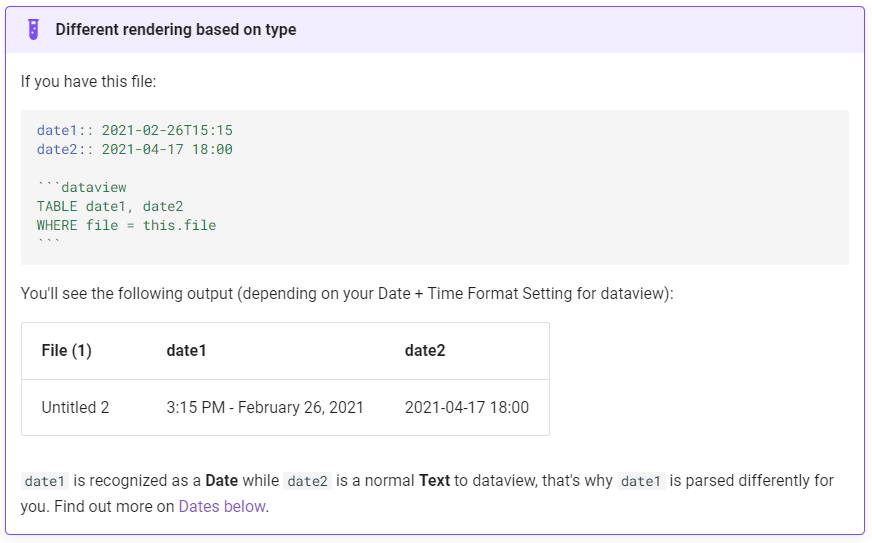 Different rendering based on type
If you have this file:
date1:: 2021-02-26T15:15
date2:: 2021-04-17 18:00
```dataview
TABLE date1, date2
WHERE file = this.file
```
You'll see the following output (depending on your Date + Time Format Setting for dataview):
File (1) date1 date2
Untitled 2 3:15 PM - February 26, 2021 2021-04-17 18:00
date1 is recognized as a Date while date2 is a normal Text to dataview, that's why date1 is parsed differently for
you. Find out more on Dates below.